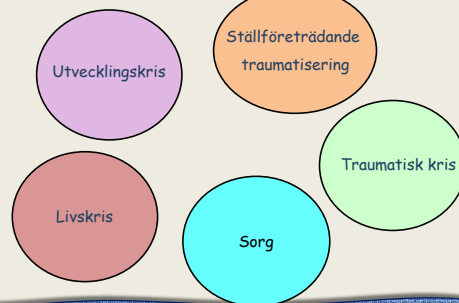 Ställföreträdande
traumatisering
Utvecklingskris
Traumatisk kris
Livskris
Sorg